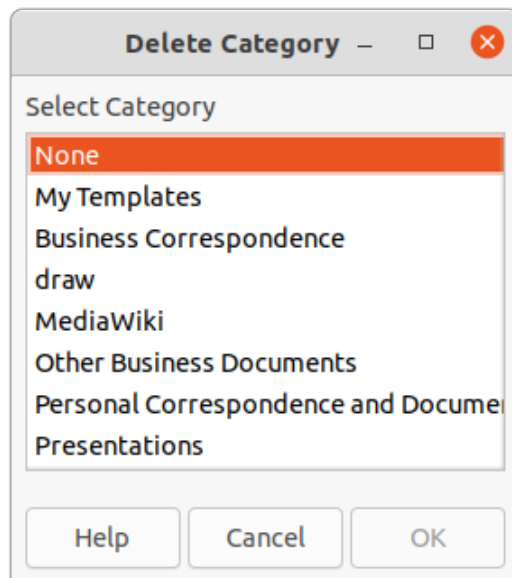 Delete Category
Select Category
None
My Templates
Business Correspondence
draw
MediaWiki
Other Business Documents
Personal Correspondence and Docume
Presentations
Help Cancel OK